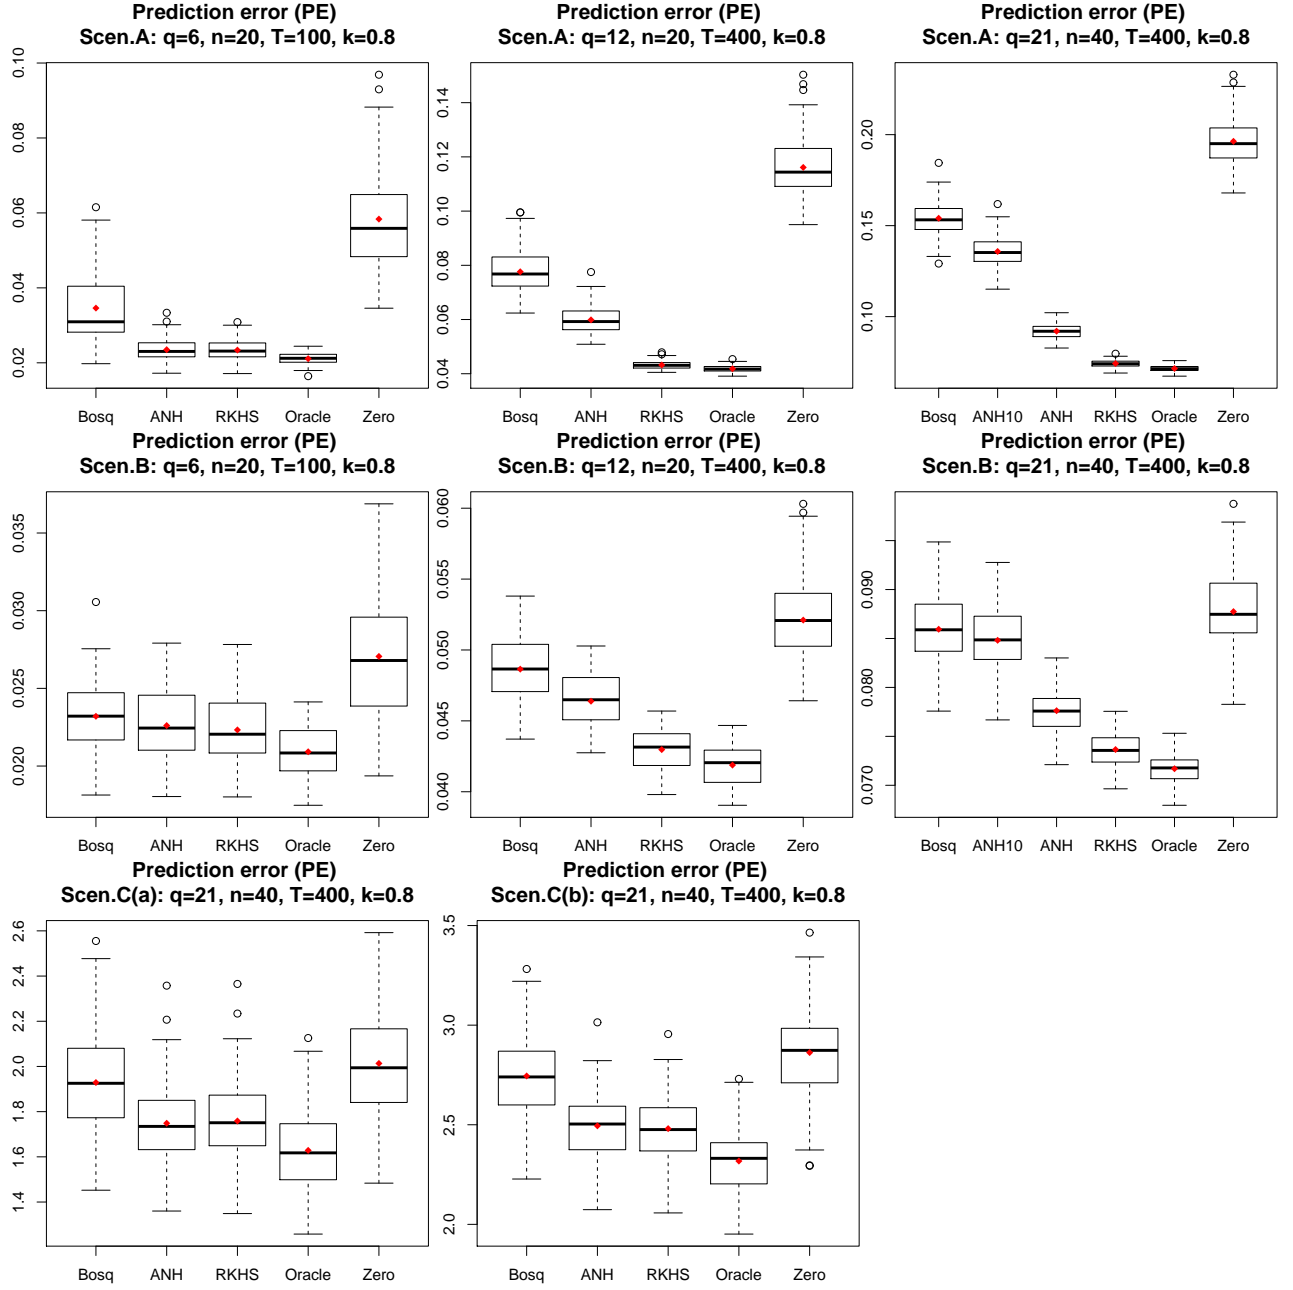 Prediction error (PE)
Scen.A: q=6, n=20, T=100, k=0.8
0.10
0.08
0.06
0.04
0.02
Bosq ANH RKHS Oracle Zero
Prediction error (PE)
Scen.A: q=12, n=20, T=400, k=0.8
0.14
0.12
0.10
0.08
0.06
0.04
Bosq ANH RKHS Oracle Zero
Prediction error (PE)
Scen.A: q=21, n=40, T=400, k=0.8
0.20
0.15
0.10
Bosq ANH10 ANH RKHS Oracle Zero
Prediction error (PE)
Scen.B: q=6, n=20, T=100, k=0.8
0.035
0.030
0.025
0.020
Bosq ANH RKHS Oracle Zero
Prediction error (PE)
Scen.B: q=12, n=20, T=400, k=0.8
0.060
0.055
0.050
0.045
0.040
Bosq ANH RKHS Oracle Zero
Prediction error (PE)
Scen.B: q=21, n=40, T=400, k=0.8
0.090
0.080
0.070
Bosq ANH10 ANH RKHS Oracle Zero
Prediction error (PE)
Scen.C(a): q=21, n=40, T=400, k=0.8
2.6
2.4
2.2
2.0
1.8
1.6
1.4
Bosq ANH RKHS Oracle Zero
Prediction error (PE)
Scen.C(b): q=21, n=40, T=400, k=0.8
3.5
3.0
2.5
2.0
Bosq ANH RKHS Oracle Zero